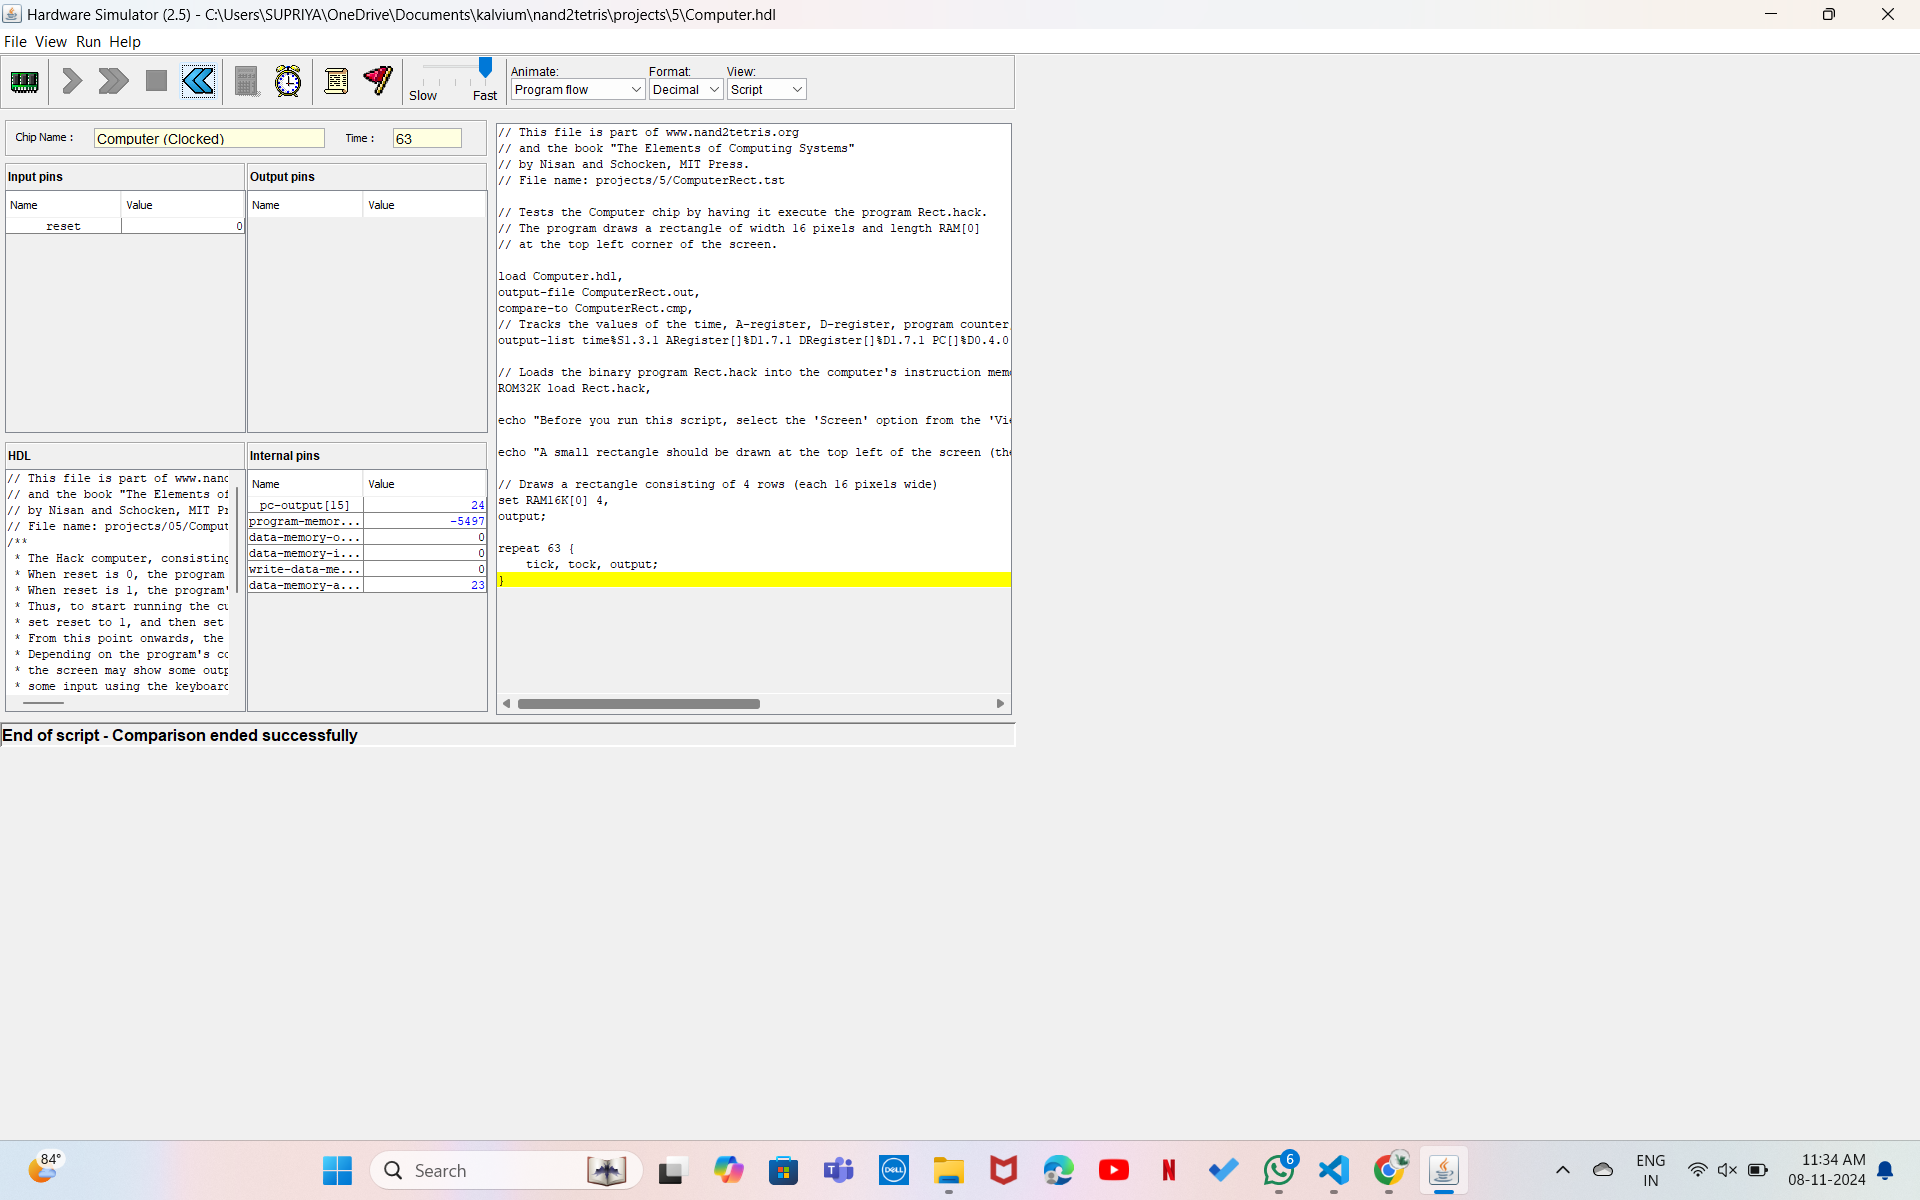 Hardware Simulator (2.5) - C:\Users\SUPRIYA\OneDrive\Documents\kalvium\nand2tetris\projects\5\Computer.hdl
File View Run Help
Slow Fast
Animate: Format: View:
Program flow Decimal Script
Chip Name : Computer (Clocked) Time : 63
Input pins
Name Value
reset 0
Output pins
Name Value
HDL
// This file is part of www.nand
// and the book "The Elements of
// by Nisan and Schocken, MIT Pr
// File name: projects/05/Comput
/**
* The Hack computer, consisting
* When reset is 0, the program
* When reset is 1, the program'
* Thus, to start running the cu
* set reset to 1, and then set
* From this point onwards, the
* Depending on the program's co
* the screen may show some outp
* some input using the keyboard
Internal pins
Name Value
pc-output[15] 24
program-memor... -5497
data-memory-o... 0
data-memory-i... 0
write-data-me... 0
data-memory-a... 23
// This file is part of www.nand2tetris.org
// and the book "The Elements of Computing Systems"
// by Nisan and Schocken, MIT Press.
// File name: projects/5/ComputerRect.tst
// Tests the Computer chip by having it execute the program Rect.hack.
// The program draws a rectangle of width 16 pixels and length RAM[0]
// at the top left corner of the screen.
load Computer.hdl,
output-file ComputerRect.out,
compare-to ComputerRect.cmp,
// Tracks the values of the time, A-register, D-register, program counter,
output-list time%S1.3.1 ARegister[]%D1.7.1 DRegister[]%D1.7.1 PC[]%D0.4.0
// Loads the binary program Rect.hack into the computer's instruction mem
ROM32K load Rect.hack,
echo "Before you run this script, select the 'Screen' option from the 'Vie
echo "A small rectangle should be drawn at the top left of the screen (the
// Draws a rectangle consisting of 4 rows (each 16 pixels wide)
set RAM16K[0] 4,
output;
repeat 63 {
tick, tock, output;
}
End of script - Comparison ended successfully
84°
Search
DELL
N
6
ENG
IN
11:34 AM
08-11-2024